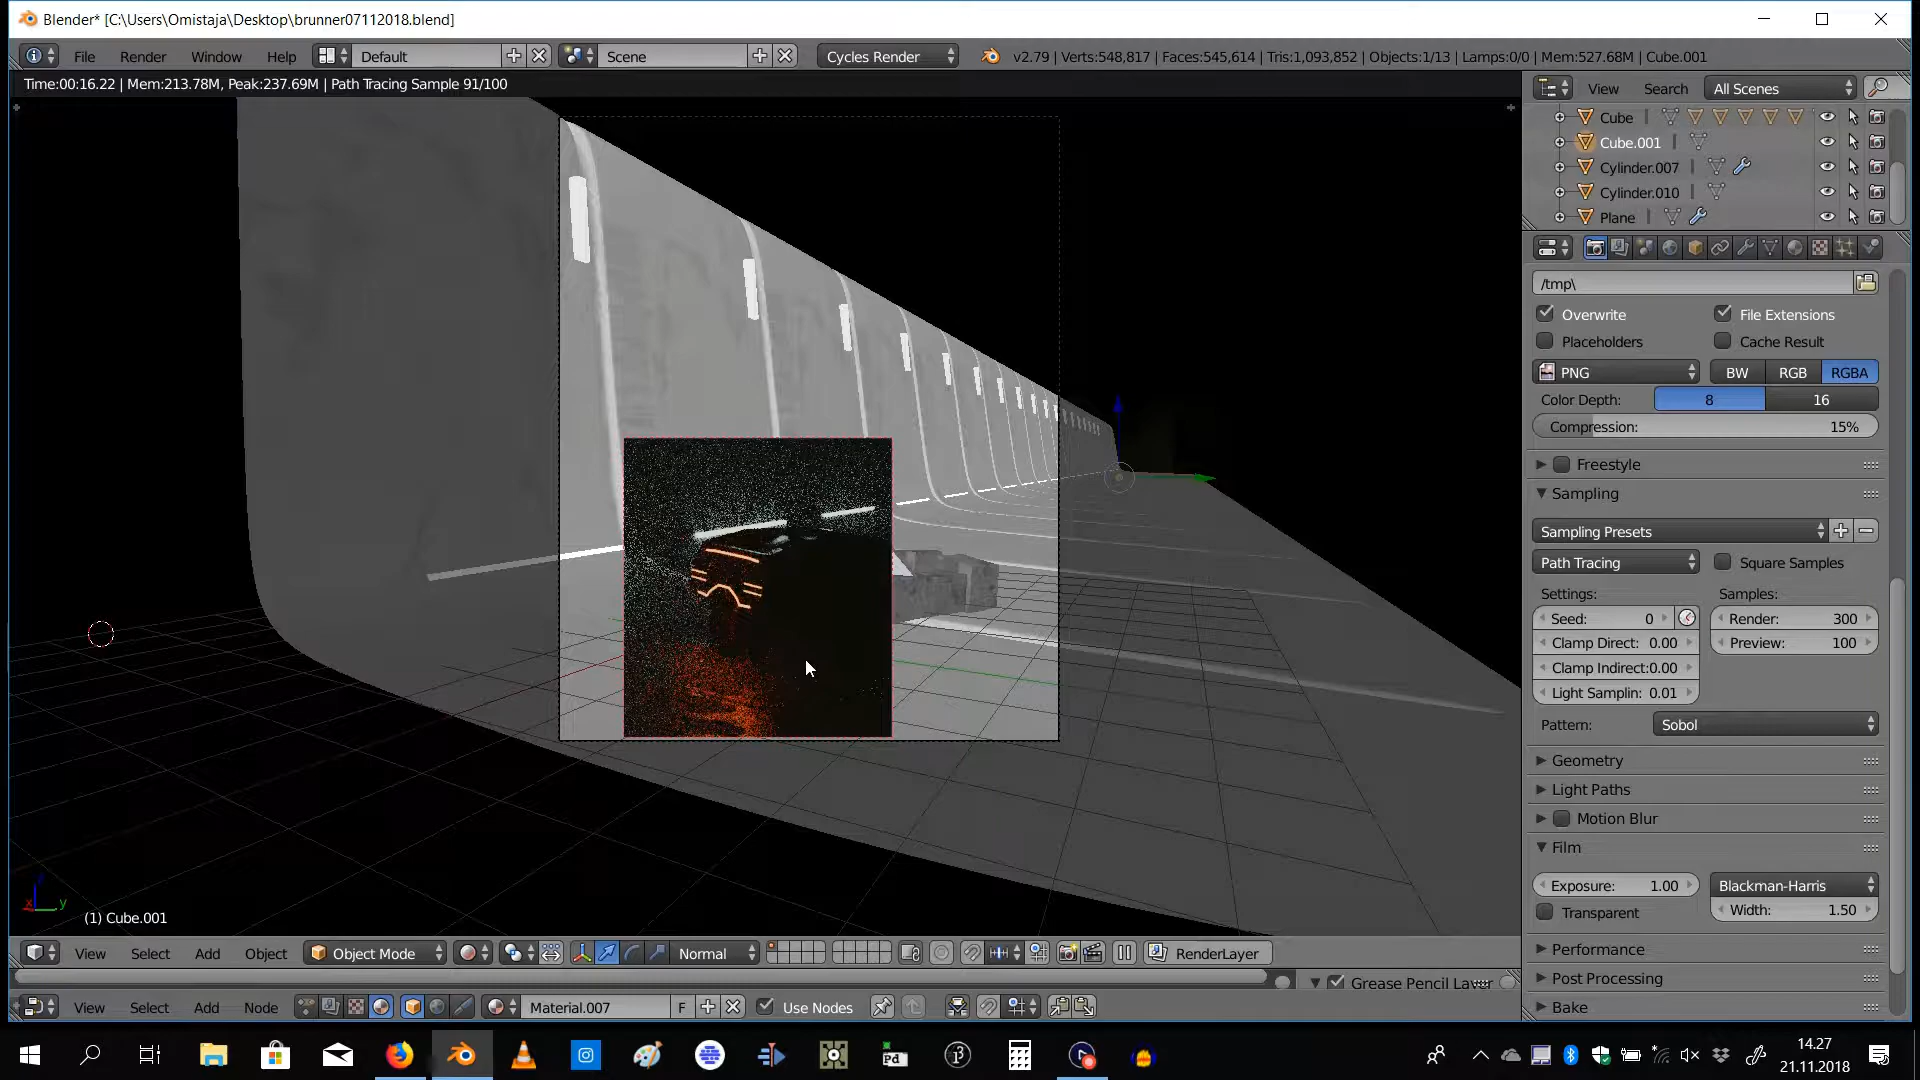 Blender* [C:\Users\Omistaja\Desktop\brunner07112018.blend]
File Render Window Help Default Scene Cycles Render v2.79 | Verts:548,817 | Faces:545,614 | Tris:1,093,852 | Objects:1/13 | Lamps:0/0 | Mem:527.68M | Cube.001
Time:00:16.22 | Mem:213.78M, Peak:237.69M | Path Tracing Sample 91/100
View Search All Scenes
Cube
Cube.001
Cylinder.007
Cylinder.010
Plane
/tmp\
Overwrite File Extensions
Placeholders Cache Result
PNG BW RGB RGBA
Color Depth: 8 16
Compression: 15%
Freestyle
Sampling
Sampling Presets
Path Tracing Square Samples
Settings: Samples:
Seed: 0 Render: 300
Clamp Direct: 0.00 Preview: 100
Clamp Indirect:0.00
Light Samplin: 0.01
Pattern: Sobol
Geometry
Light Paths
Motion Blur
Film
Exposure: 1.00 Blackman-Harris
Transparent Width: 1.50
Performance
Post Processing
Bake
z
x y
(1) Cube.001
View Select Add Object Object Mode Normal RenderLayer
Grease Pencil Layer
View Select Add Node Material.007 F Use Nodes
Pd
14.27
21.11.2018